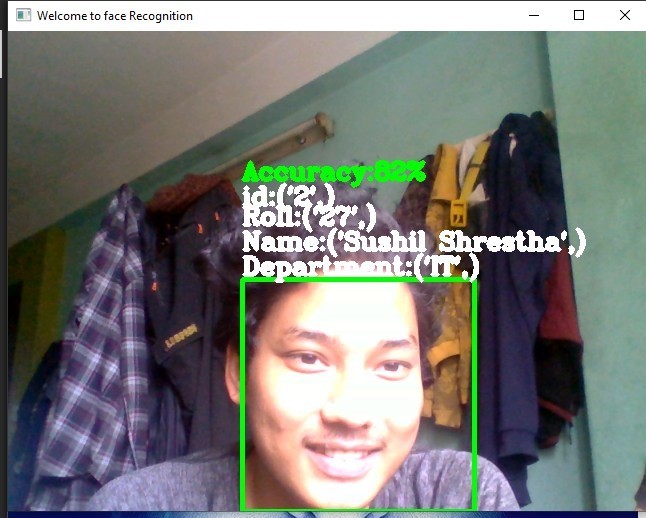 Welcome to face Recognition
Accuracy:82%
id:('2',)
Roll:('27',)
Name:('Sushil Shrestha',)
Department:('IT',)